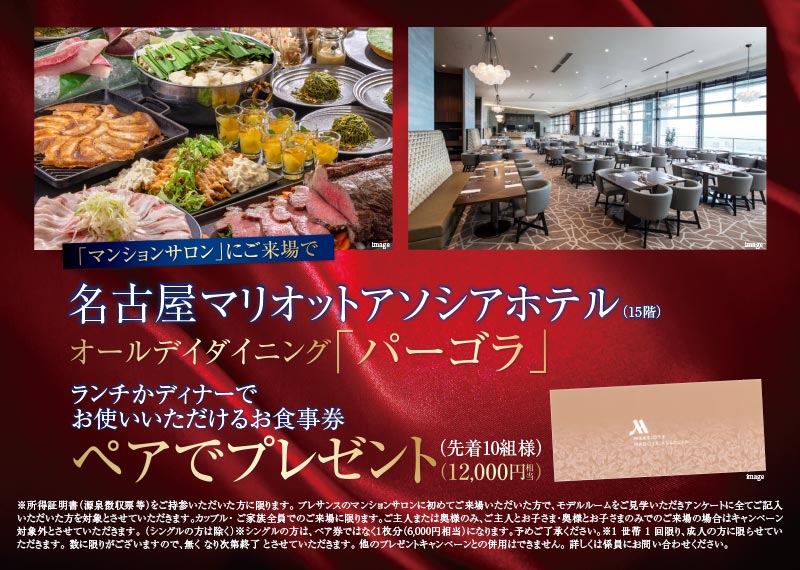 image
image
「マンションサロン」にご来場で
名古屋マリオットアソシアホテル(15階)
オールデイダイニング「パーゴラ」
ランチかディナーで
お使いいただけるお食事券
ペアでプレゼント(先着10組様)
(12,000円相当)
MARRIOTT
NAGOYA ASSOCIA
image
※所得証明書(源泉徴収票等)をご持参いただいた方に限ります。プレサンスのマンションサロンに初めてご来場いただいた方で、モデルルームをご見学いただきアンケートに全てご記入
いただいた方を対象とさせていただきます。カップル・ご家族全員でのご来場に限ります。ご主人または奥様のみ、ご主人とお子さま・奥様とお子さまのみでのご来場の場合はキャンペーン
対象外とさせていただきます。(シングルの方は除く)※シングルの方は、ペア券ではなく1枚分(6,000円相当)になります。予めご了承ください。※1世帯1回限り、成人の方に限らせてい
ただきます。数に限りがございますので、無くなり次第終了とさせていただきます。他のプレゼントキャンペーンとの併用はできません。詳しくは係員にお問い合わせください。